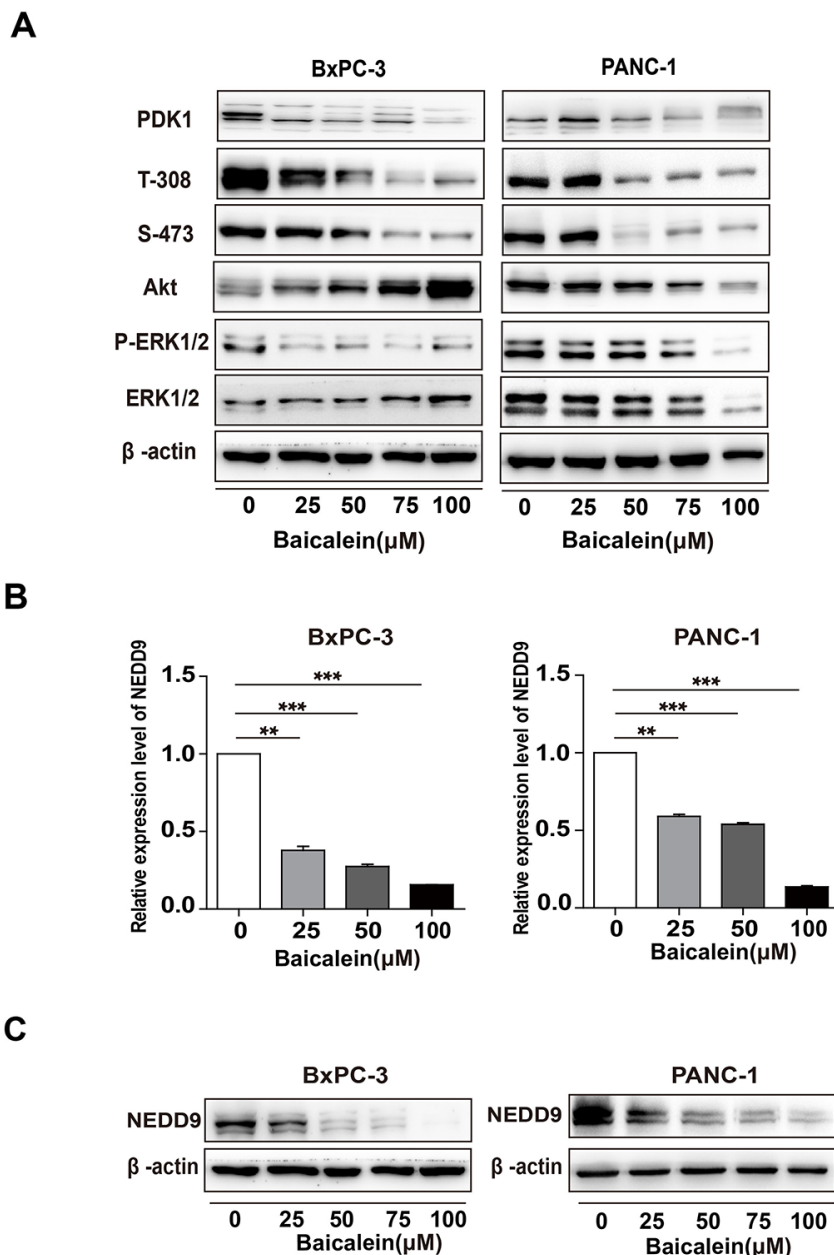 A
BxPC-3 PANC-1
PDK1
T-308
S-473
Akt
P-ERK1/2
ERK1/2
β -actin
0 25 50 75 100 0 25 50 75 100
Baicalein(μM) Baicalein(μM)
B
BxPC-3
Relative expression level of NEDD9
1.5
1.0
0.5
0.0
***
***
**
0 25 50 100
Baicalein(μM)
PANC-1
Relative expression level of NEDD9
1.5
1.0
0.5
0.0
***
***
**
0 25 50 100
Baicalein(μM)
C
BxPC-3
NEDD9
β -actin
0 25 50 75 100
Baicalein(μM)
PANC-1
NEDD9
β -actin
0 25 50 75 100
Baicalein(μM)